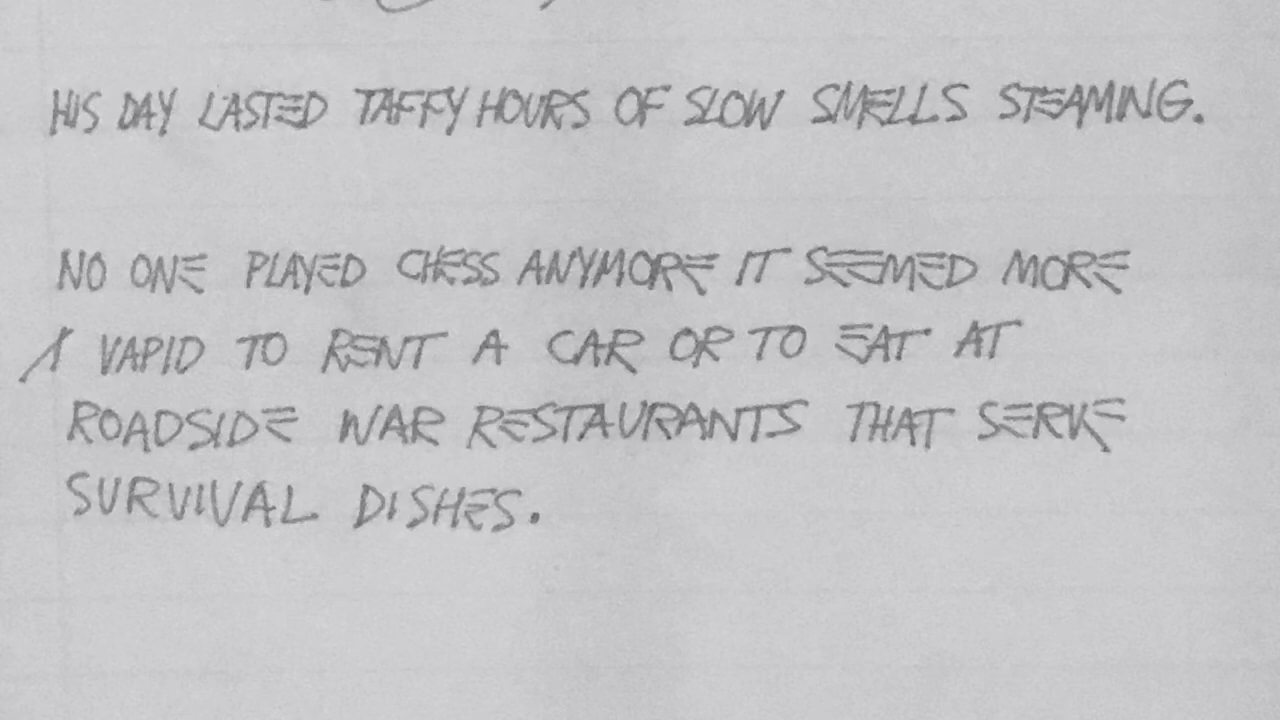 HIS DAY LASTED TAFFY HOURS OF SLOW SMELLS STEAMING.
NO ONE PLAYED CHESS ANYMORE IT SEEMED MORE
VAPID TO RENT A CAR OR TO EAT AT
ROADSIDE WAR RESTAURANTS THAT SERVE
SURVIVAL DISHES.